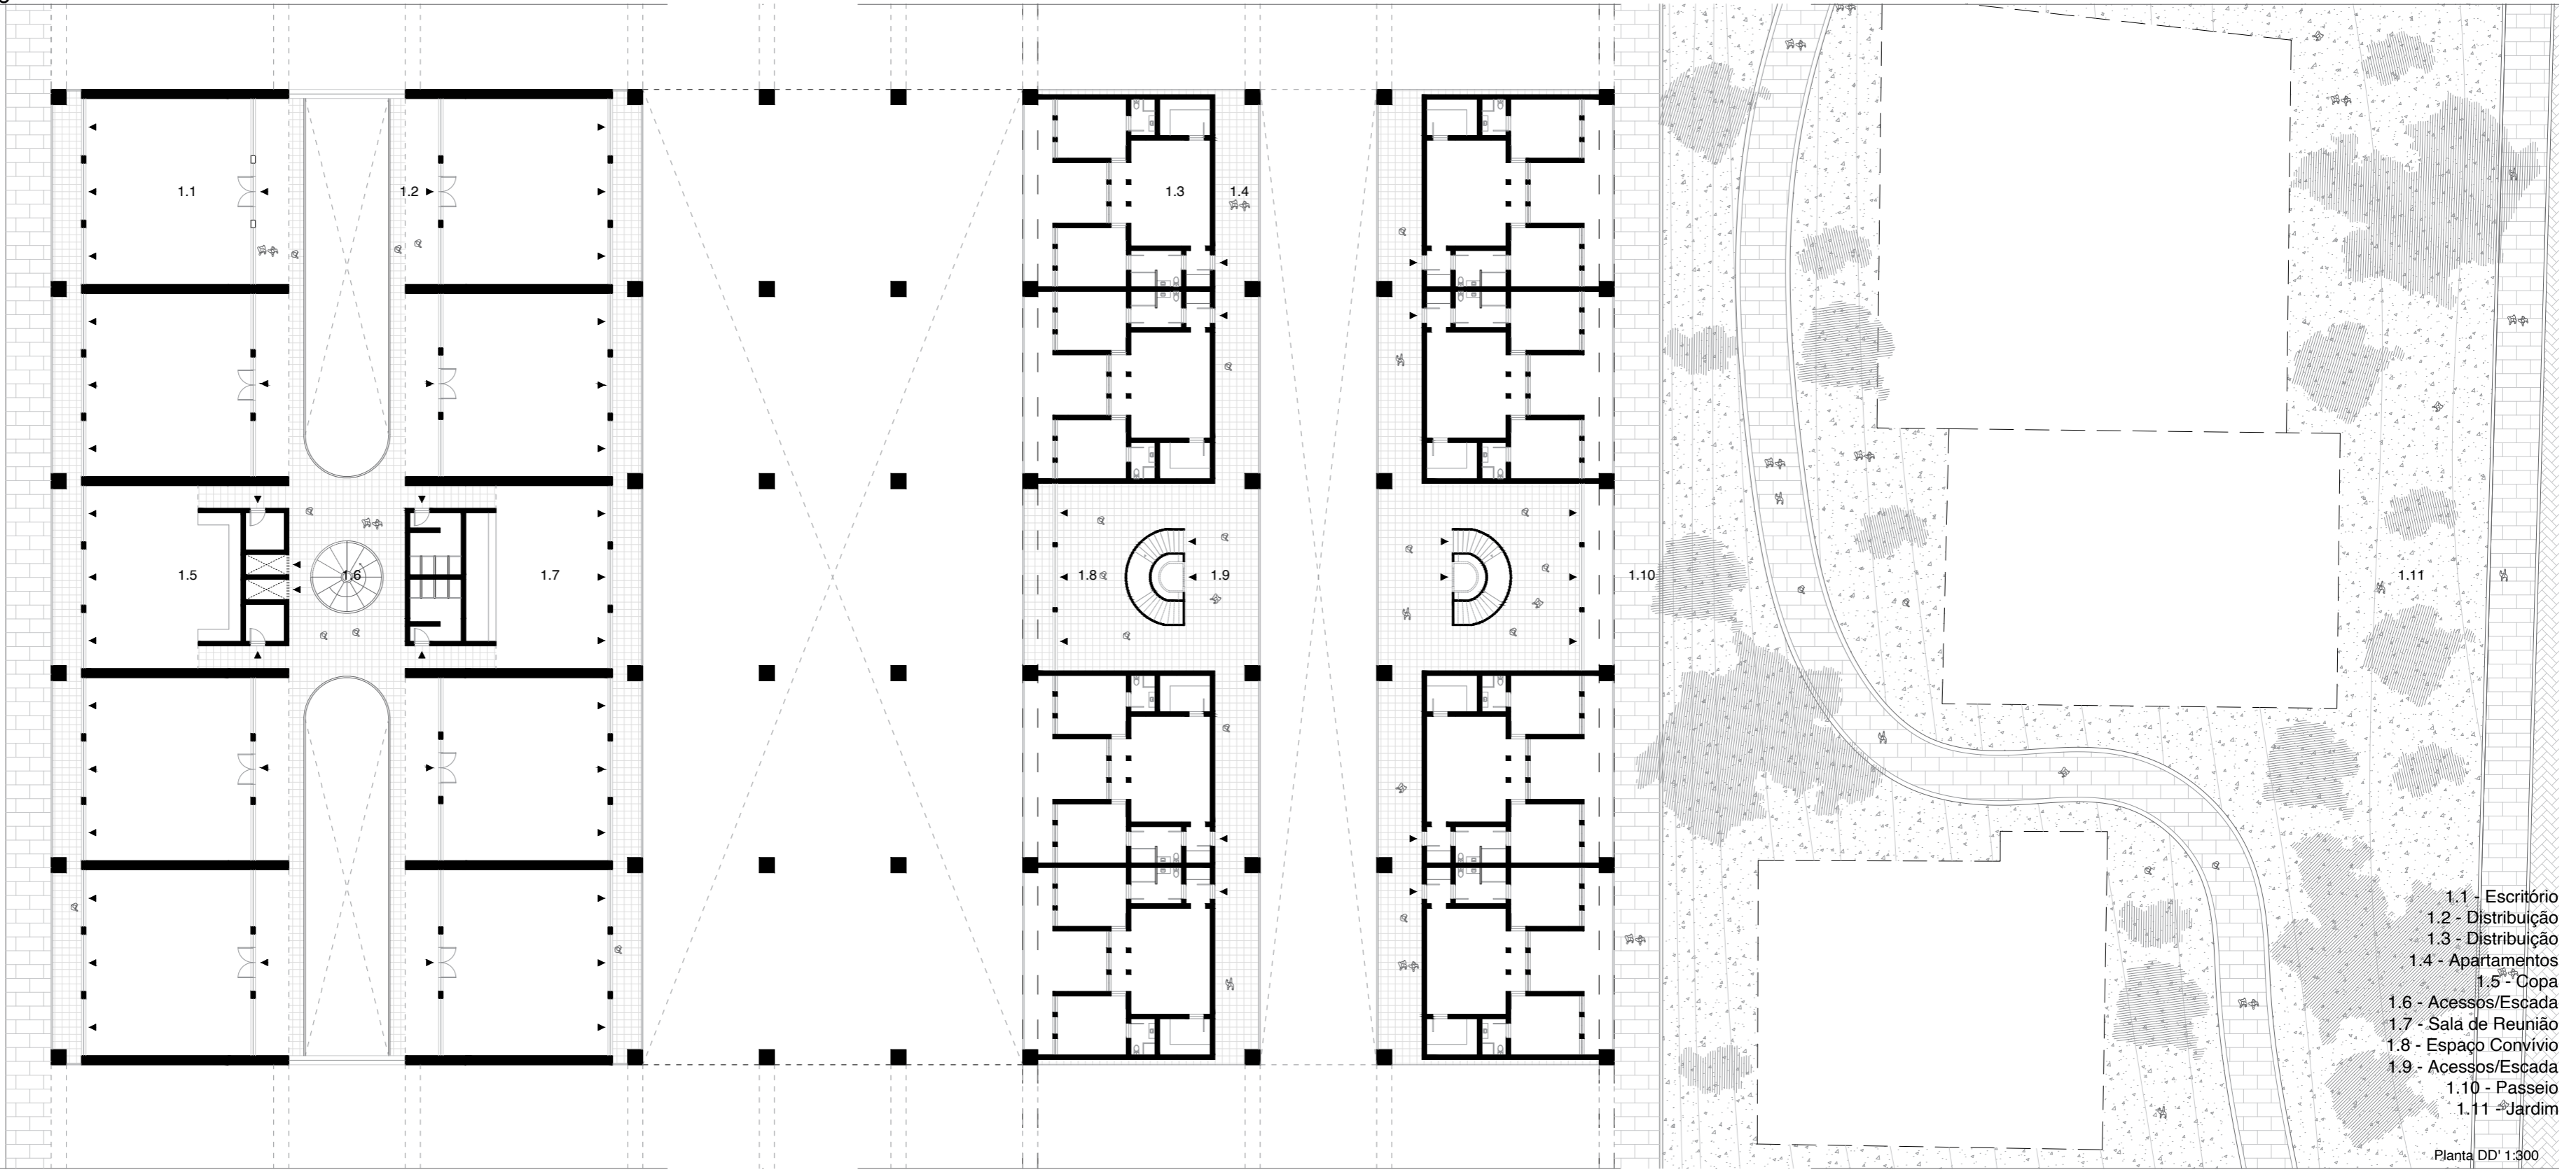 1.1
1.2
1.3
1.4
1.5
1.6
1.7
1.8
1.9
1.10
1.11
1.1 - Escritório
1.2 - Distribuição
1.3 - Distribuição
1.4 - Apartamentos
1.5 - Copa
1.6 - Acessos/Escada
1.7 - Sala de Reunião
1.8 - Espaço Convívio
1.9 - Acessos/Escada
1.10 - Passeio
1.11 - Jardim
Planta DD' 1:300